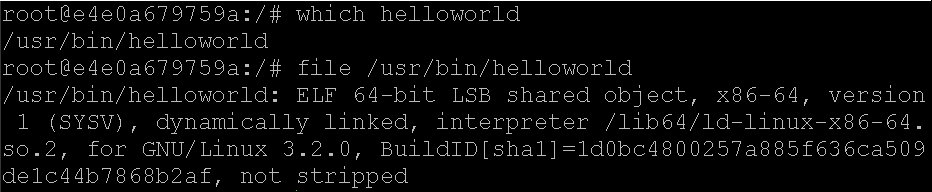 root@e4e0a679759a:/# which helloworld
/usr/bin/helloworld
root@e4e0a679759a:/# file /usr/bin/helloworld
/usr/bin/helloworld: ELF 64-bit LSB shared object, x86-64, version
 1 (SYSV), dynamically linked, interpreter /lib64/ld-linux-x86-64.
so.2, for GNU/Linux 3.2.0, BuildID[sha1]=1d0bc4800257a885f636ca509
de1c44b7868b2af, not stripped